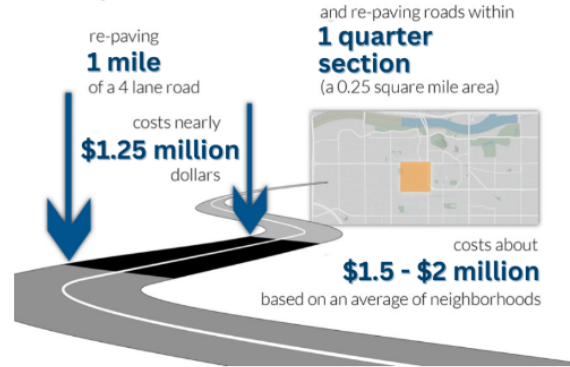 re-paving
1 mile
of a 4 lane road
costs nearly
$1.25 million
dollars
and re-paving roads within
1 quarter
section
(a 0.25 square mile area)
costs about
$1.5 - $2 million
based on an average of neighborhoods